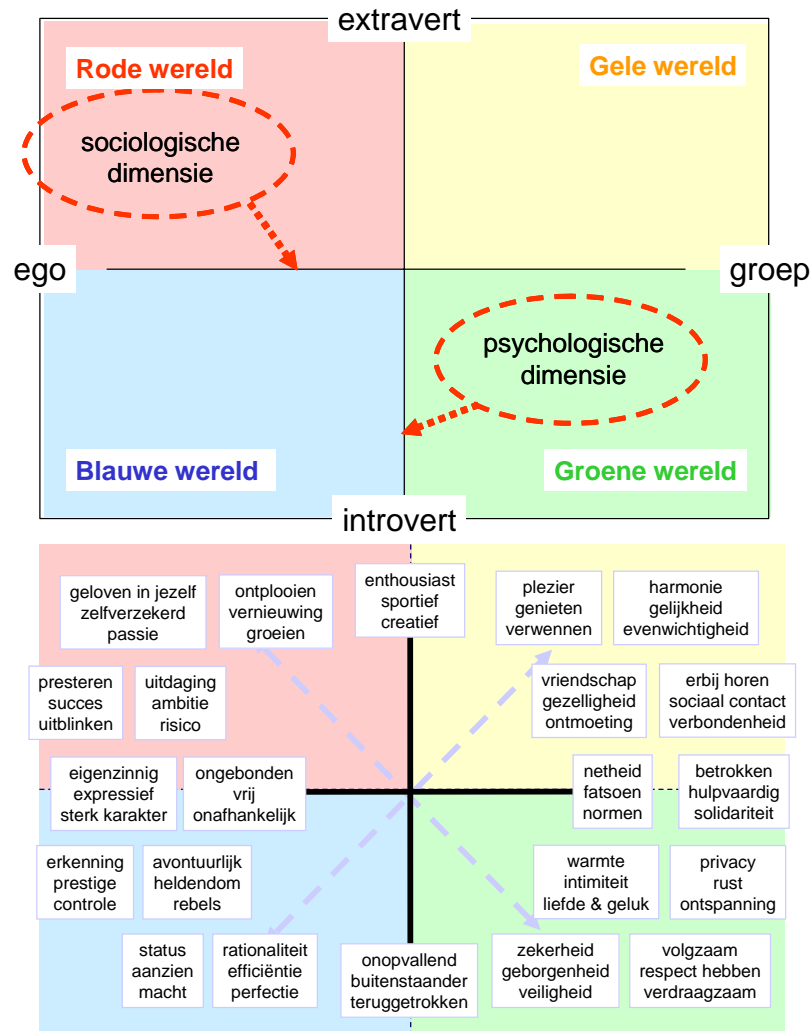 extravert
Rode wereld
Gele wereld
sociologische
dimensie
ego
groep
psychologische
dimensie
Blauwe wereld
Groene wereld
introvert
geloven in jezelf
zelfverzekerd
passie
ontplooien
vernieuwing
groeien
enthousiast
sportief
creatief
plezier
genieten
verwennen
harmonie
gelijkheid
evenwichtigheid
presteren
succes
uitblinken
uitdaging
ambitie
risico
vriendschap
gezelligheid
ontmoeting
erbij horen
sociaal contact
verbondenheid
eigenzinnig
expressief
sterk karakter
ongebonden
vrij
onafhankelijk
netheid
fatsoen
normen
betrokken
hulpvaardig
solidariteit
erkenning
prestige
controle
avontuurlijk
heldendom
rebels
warmte
intimiteit
liefde & geluk
privacy
rust
ontspanning
status
aanzien
macht
rationaliteit
efficiëntie
perfectie
onopvallend
buitenstaander
teruggetrokken
zekerheid
geborgenheid
veiligheid
volgzaam
respect hebben
verdraagzaam